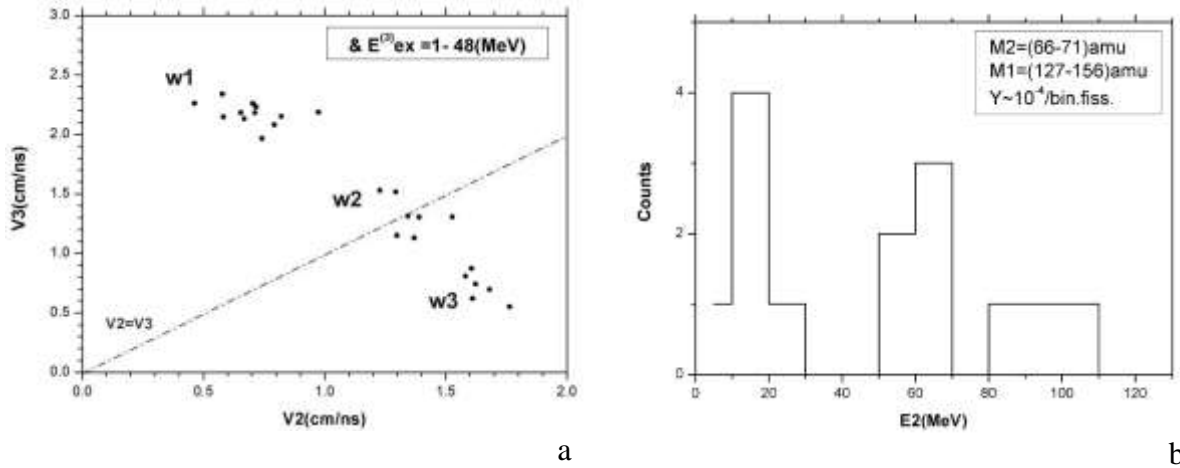 3.0
2.5
2.0
1.5
1.0
0.5
0.0
V3(cm/ns)
& E(3)ex =1- 48(MeV)
w1
w2
w3
V2=V3
0.0
0.5
1.0
1.5
2.0
V2(cm/ns)
a
4
2
0
Counts
M2=(66-71)amu
M1=(127-156)amu
Y~10-4/bin.fiss.
0
20
40
60
80
100
120
E2(MeV)
b